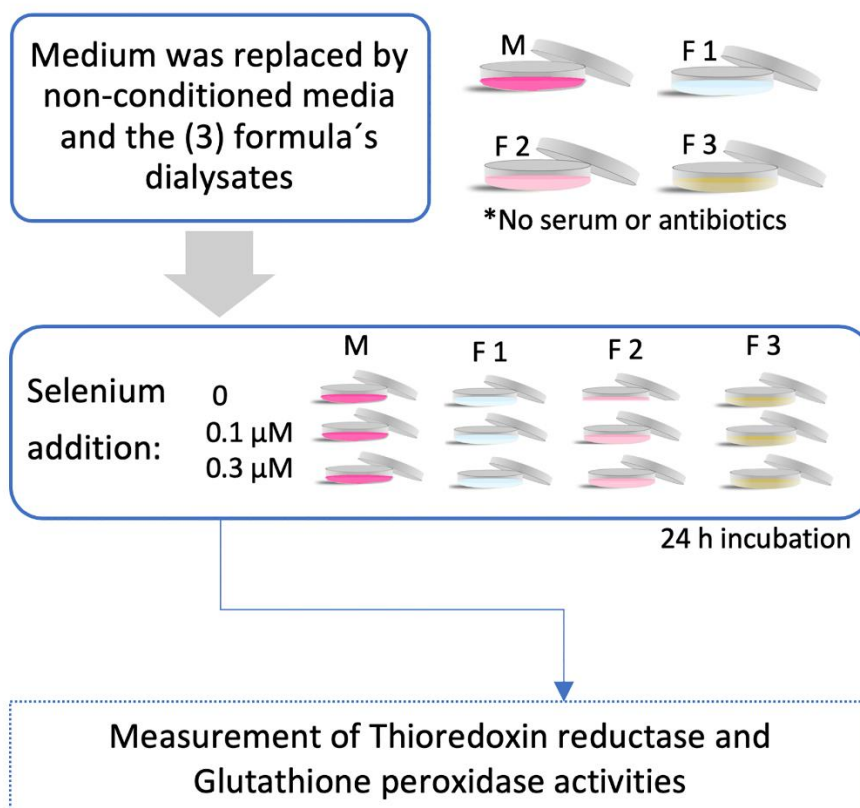 Medium was replaced by
non-conditioned media
and the (3) formula´s
dialysates
M
F 1
F 2
F 3
*No serum or antibiotics
M
F 1
F 2
F 3
Selenium
addition:
0
0.1 µM
0.3 µM
24 h incubation
Measurement of Thioredoxin reductase and
Glutathione peroxidase activities